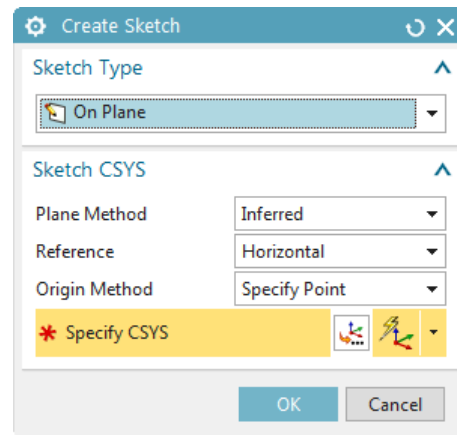 Create Sketch
Sketch Type
On Plane
Sketch CSYS
Plane Method Inferred
Reference Horizontal
Origin Method Specify Point
* Specify CSYS
OK Cancel